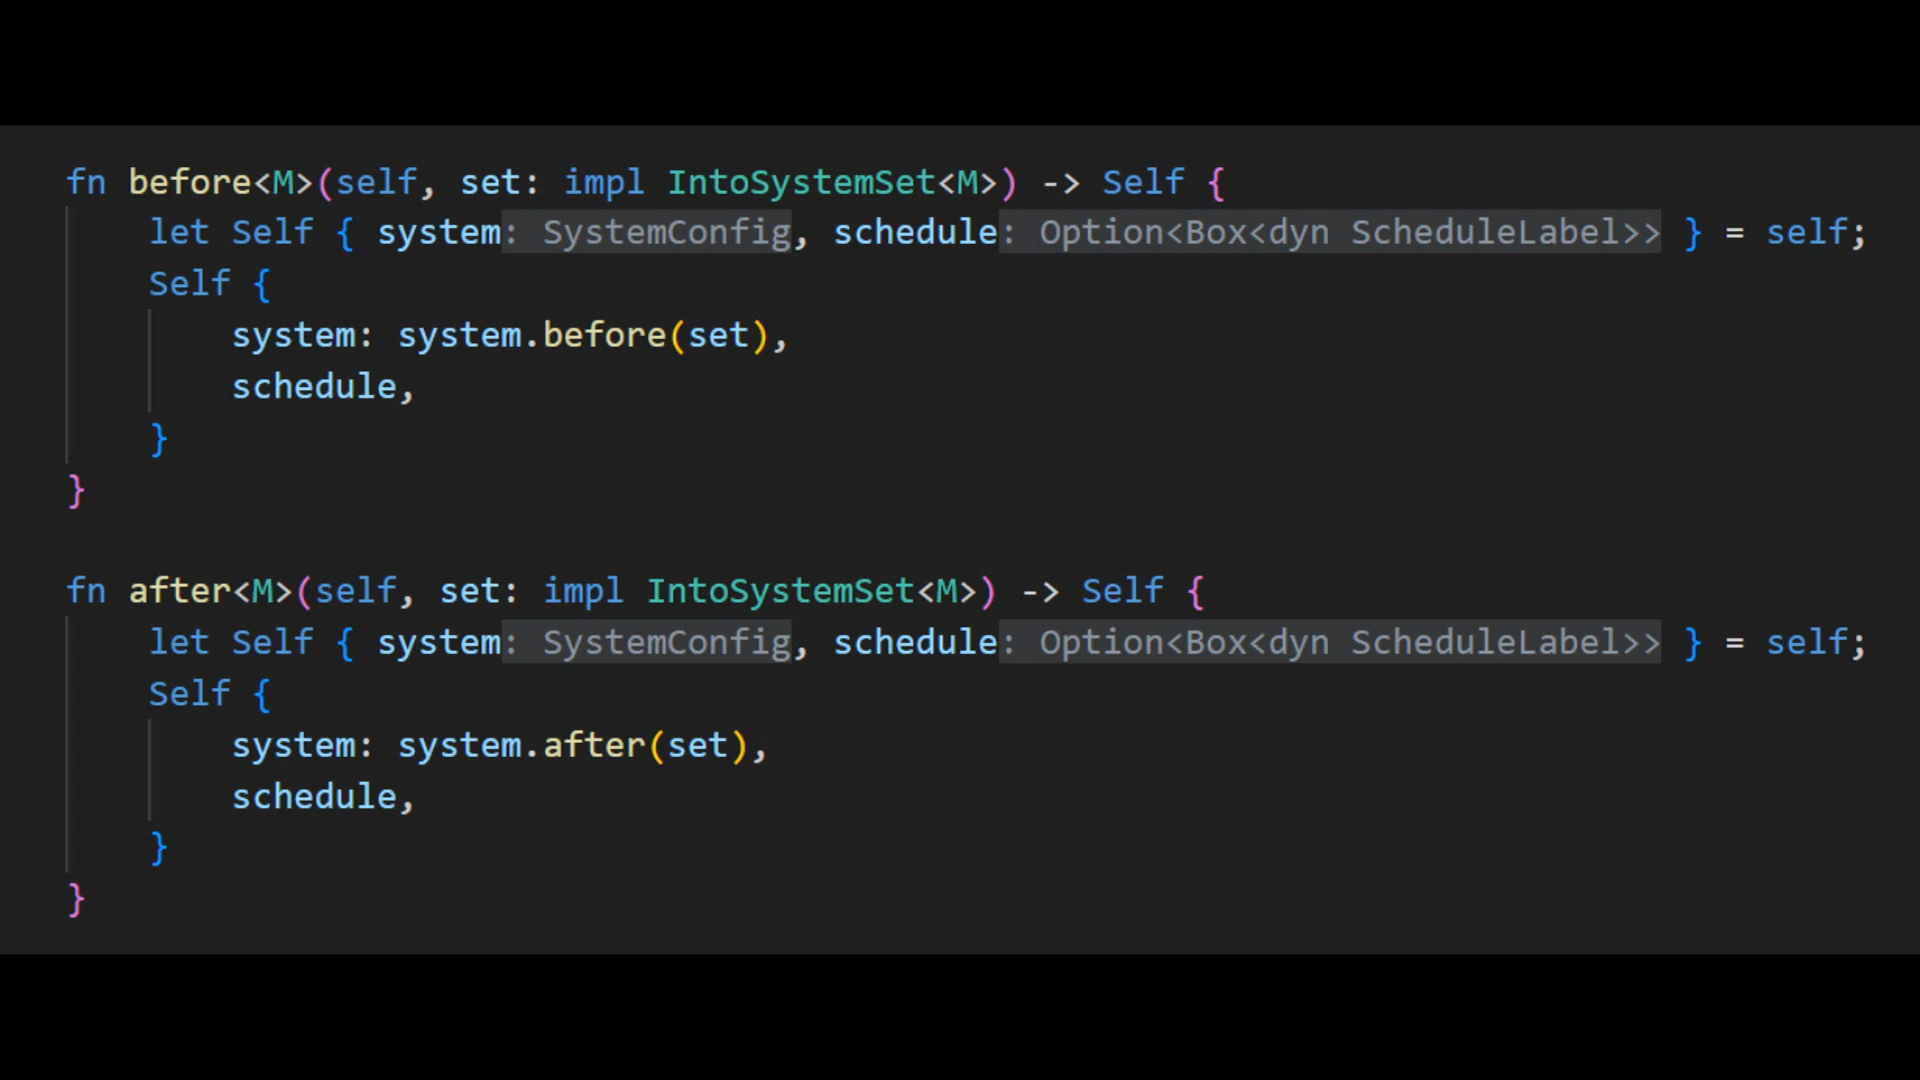 fn before<M>(self, set: impl IntoSystemSet<M>) -> Self {
    let Self { system: SystemConfig, schedule: Option<Box<dyn ScheduleLabel>> } = self;
    Self {
        system: system.before(set),
        schedule,
    }
}

fn after<M>(self, set: impl IntoSystemSet<M>) -> Self {
    let Self { system: SystemConfig, schedule: Option<Box<dyn ScheduleLabel>> } = self;
    Self {
        system: system.after(set),
        schedule,
    }
}